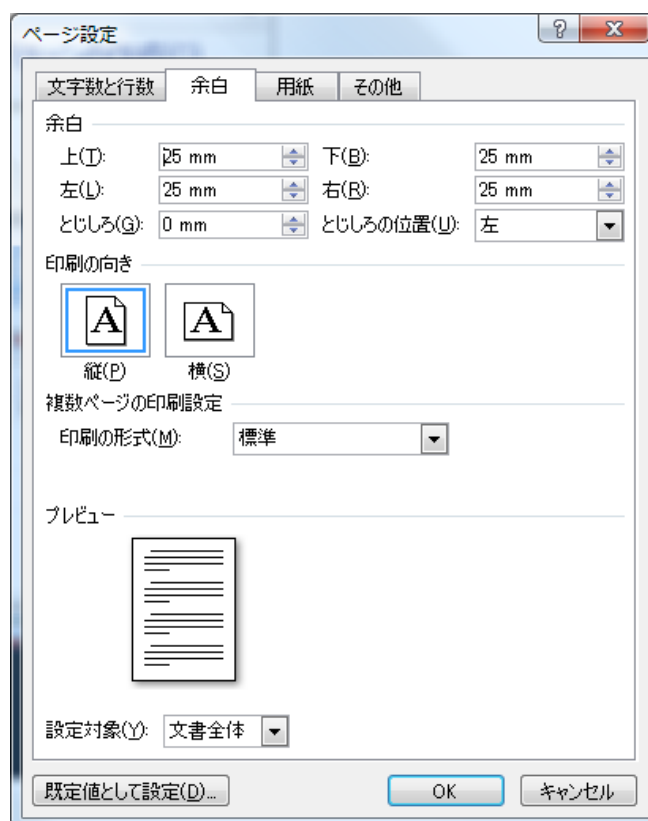 ページ設定
文字数と行数 余白 用紙 その他
余白
上(T): 25 mm 下(B): 25 mm
左(L): 25 mm 右(R): 25 mm
とじしろ(G): 0 mm とじしろの位置(U): 左
印刷の向き
A A
縦(P) 横(S)
複数ページの印刷設定
印刷の形式(M): 標準
プレビュー
設定対象(Y): 文書全体
既定値として設定(D)... OK キャンセル